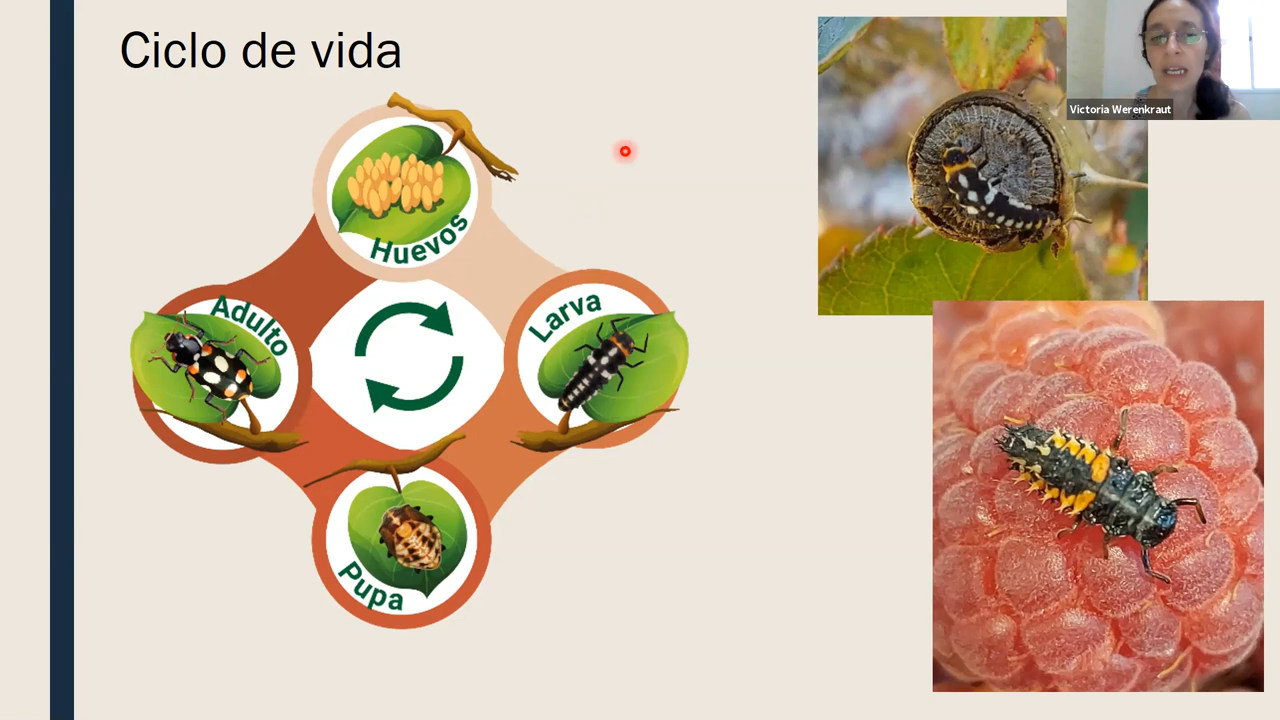 Ciclo de vida
Victoria Werenkraut
Huevos
Adulto
Larva
Pupa